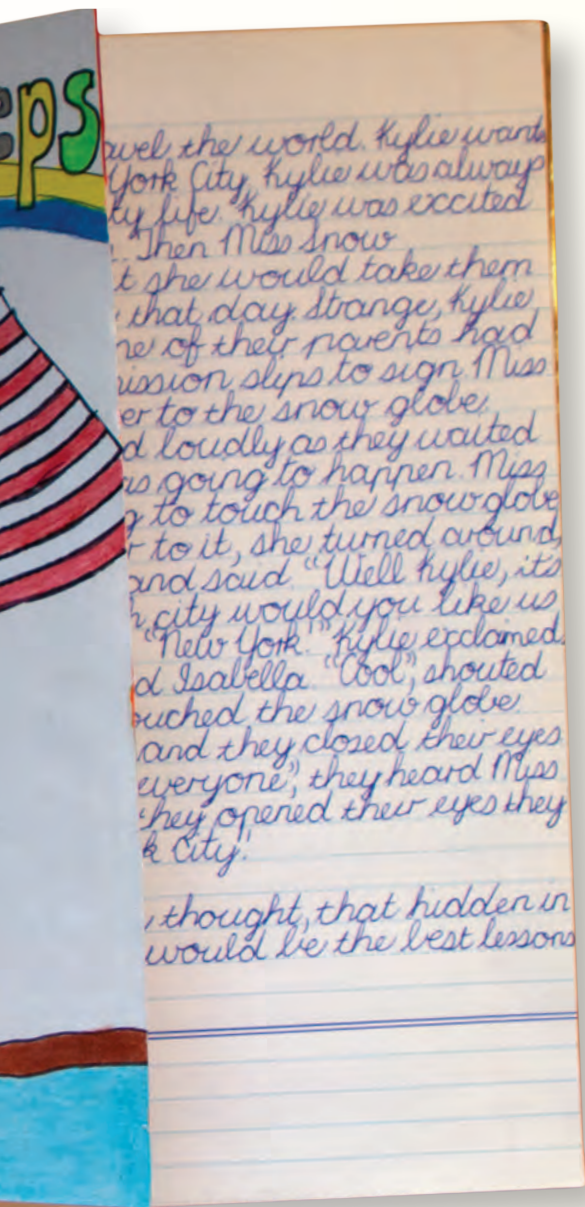 eps
avel the world. Kylie wants
York City, Kylie was always
ty life. Kylie was excited
. Then Miss Snow
t she would take them
that day. Strange, Kylie
ne of their parents had
ission slips to sign. Miss
er to the snow globe.
d loudly as they waited
as going to happen. Miss
g to touch the snow globe
r to it, she turned around,
and said "Well Kylie, it's
h city would you like us
"New York!" Kylie exclaimed.
d Isabella. "Cool", shouted
ouched the snow globe.
and they closed their eyes
everyone", they heard Miss
they opened their eyes they
k City!
thought, that hidden in
would be the best lessons